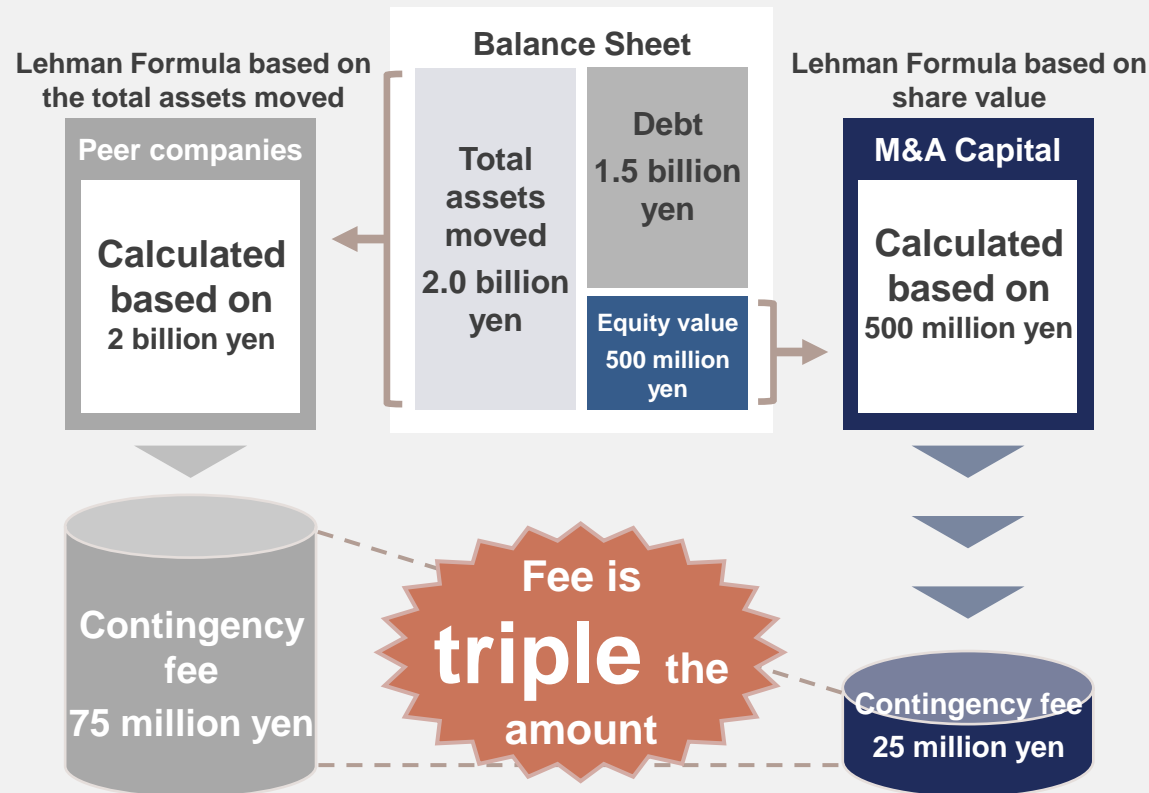 Balance Sheet
Lehman Formula based on
the total assets moved
Peer companies
Calculated
based on
2 billion yen
Total
assets
moved
2.0 billion
yen
Debt
1.5 billion
yen
Equity value
500 million
yen
Lehman Formula based on
share value
M&A Capital
Calculated
based on
500 million yen
Contingency
fee
75 million yen
Fee is
triple the
amount
Contingency fee
25 million yen